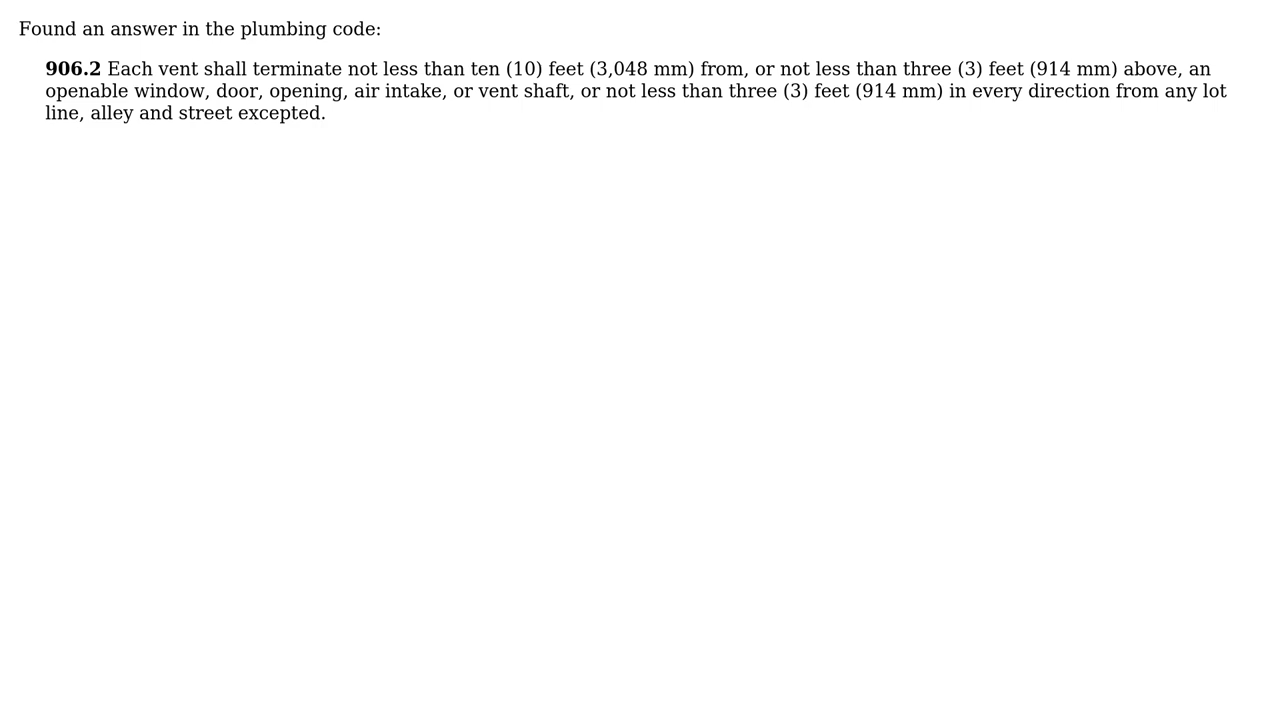 Found an answer in the plumbing code:
906.2 Each vent shall terminate not less than ten (10) feet (3,048 mm) from, or not less than three (3) feet (914 mm) above, an
openable window, door, opening, air intake, or vent shaft, or not less than three (3) feet (914 mm) in every direction from any lot
line, alley and street excepted.